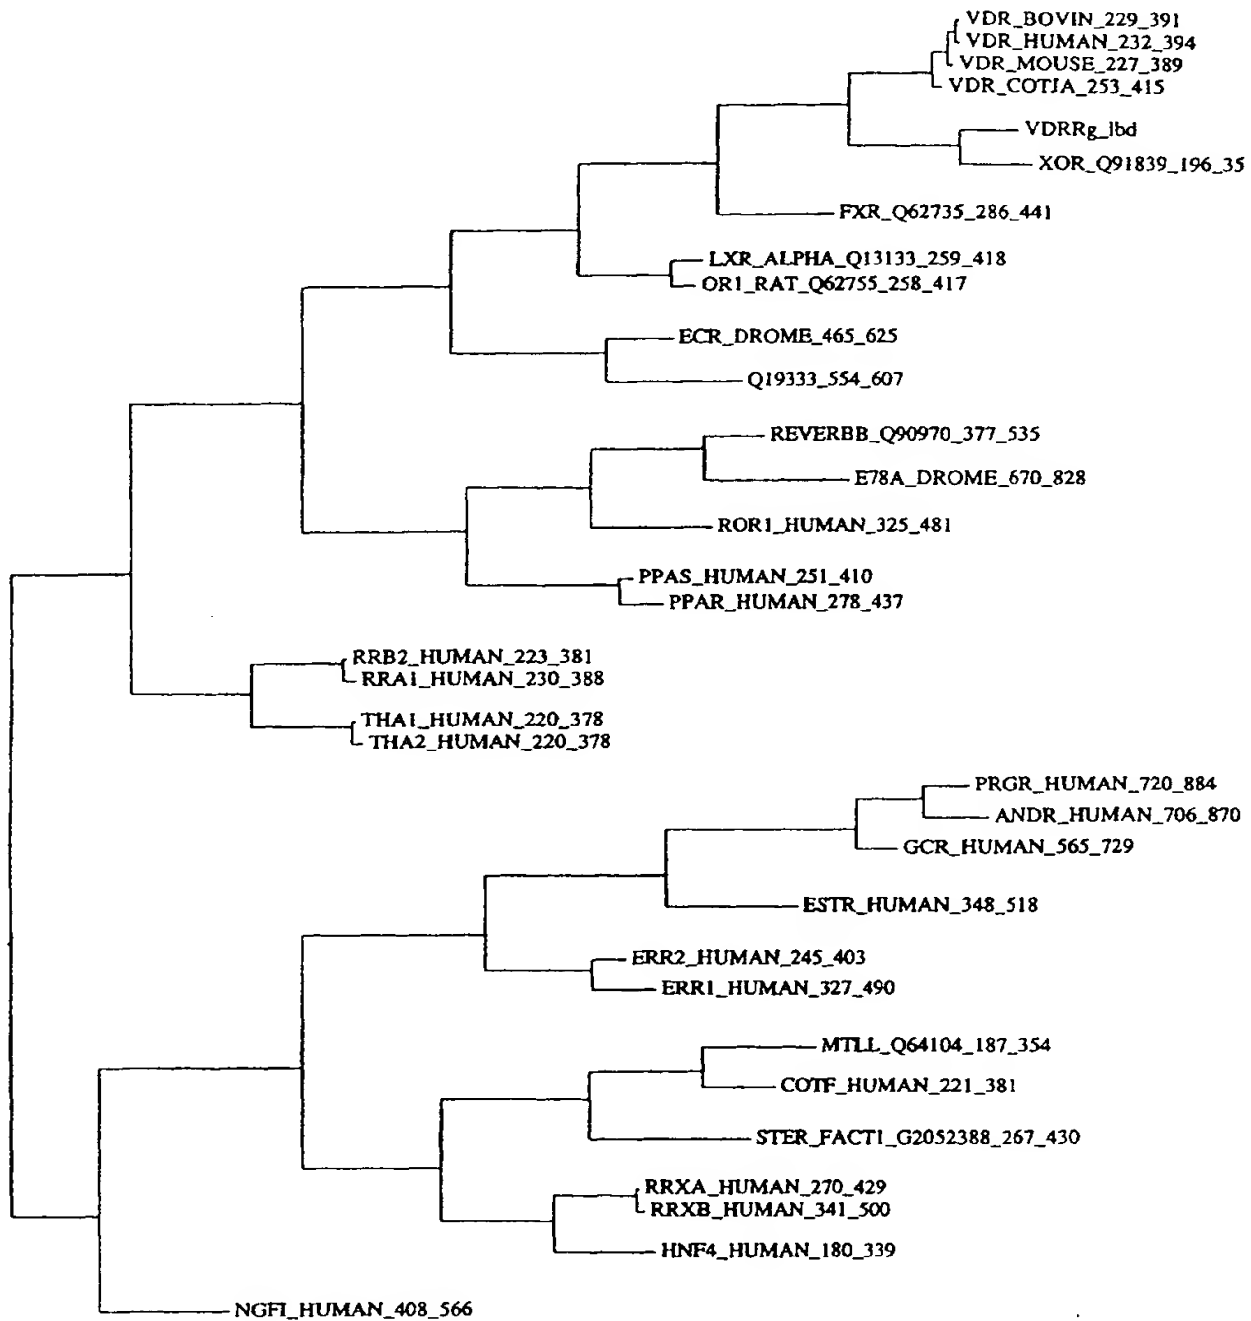 VDR_BOVIN_229_391
VDR_HUMAN_232_394
VDR_MOUSE_227_389
VDR_COTJA_253_415
VDRRg_lbd
XOR_Q91839_196_35
FXR_Q62735_286_441
LXR_ALPHA_Q13133_259_418
OR1_RAT_Q62755_258_417
ECR_DROME_465_625
Q19333_554_607
REVERBB_Q90970_377_535
E78A_DROME_670_828
ROR1_HUMAN_325_481
PPAS_HUMAN_251_410
PPAR_HUMAN_278_437
RRB2_HUMAN_223_381
RRA1_HUMAN_230_388
THA1_HUMAN_220_378
THA2_HUMAN_220_378
PRGR_HUMAN_720_884
ANDR_HUMAN_706_870
GCR_HUMAN_565_729
ESTR_HUMAN_348_518
ERR2_HUMAN_245_403
ERR1_HUMAN_327_490
MTLL_Q64104_187_354
COTF_HUMAN_221_381
STER_FACT1_G2052388_267_430
RRXA_HUMAN_270_429
RRXB_HUMAN_341_500
HNF4_HUMAN_180_339
NGFI_HUMAN_408_566